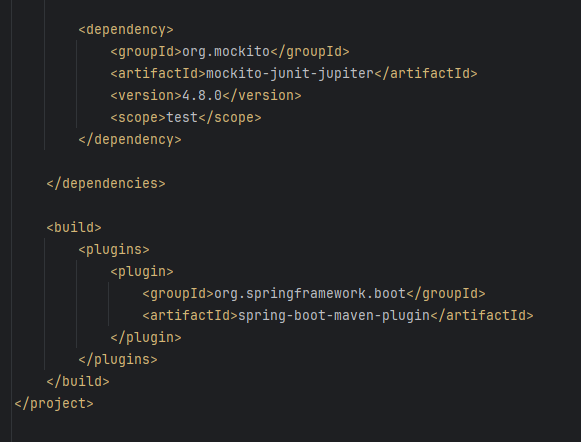 <dependency>
<groupId>org.mockito</groupId>
<artifactId>mockito-junit-jupiter</artifactId>
<version>4.8.0</version>
<scope>test</scope>
</dependency>
</dependencies>
<build>
<plugins>
<plugin>
<groupId>org.springframework.boot</groupId>
<artifactId>spring-boot-maven-plugin</artifactId>
</plugin>
</plugins>
</build>
</project>